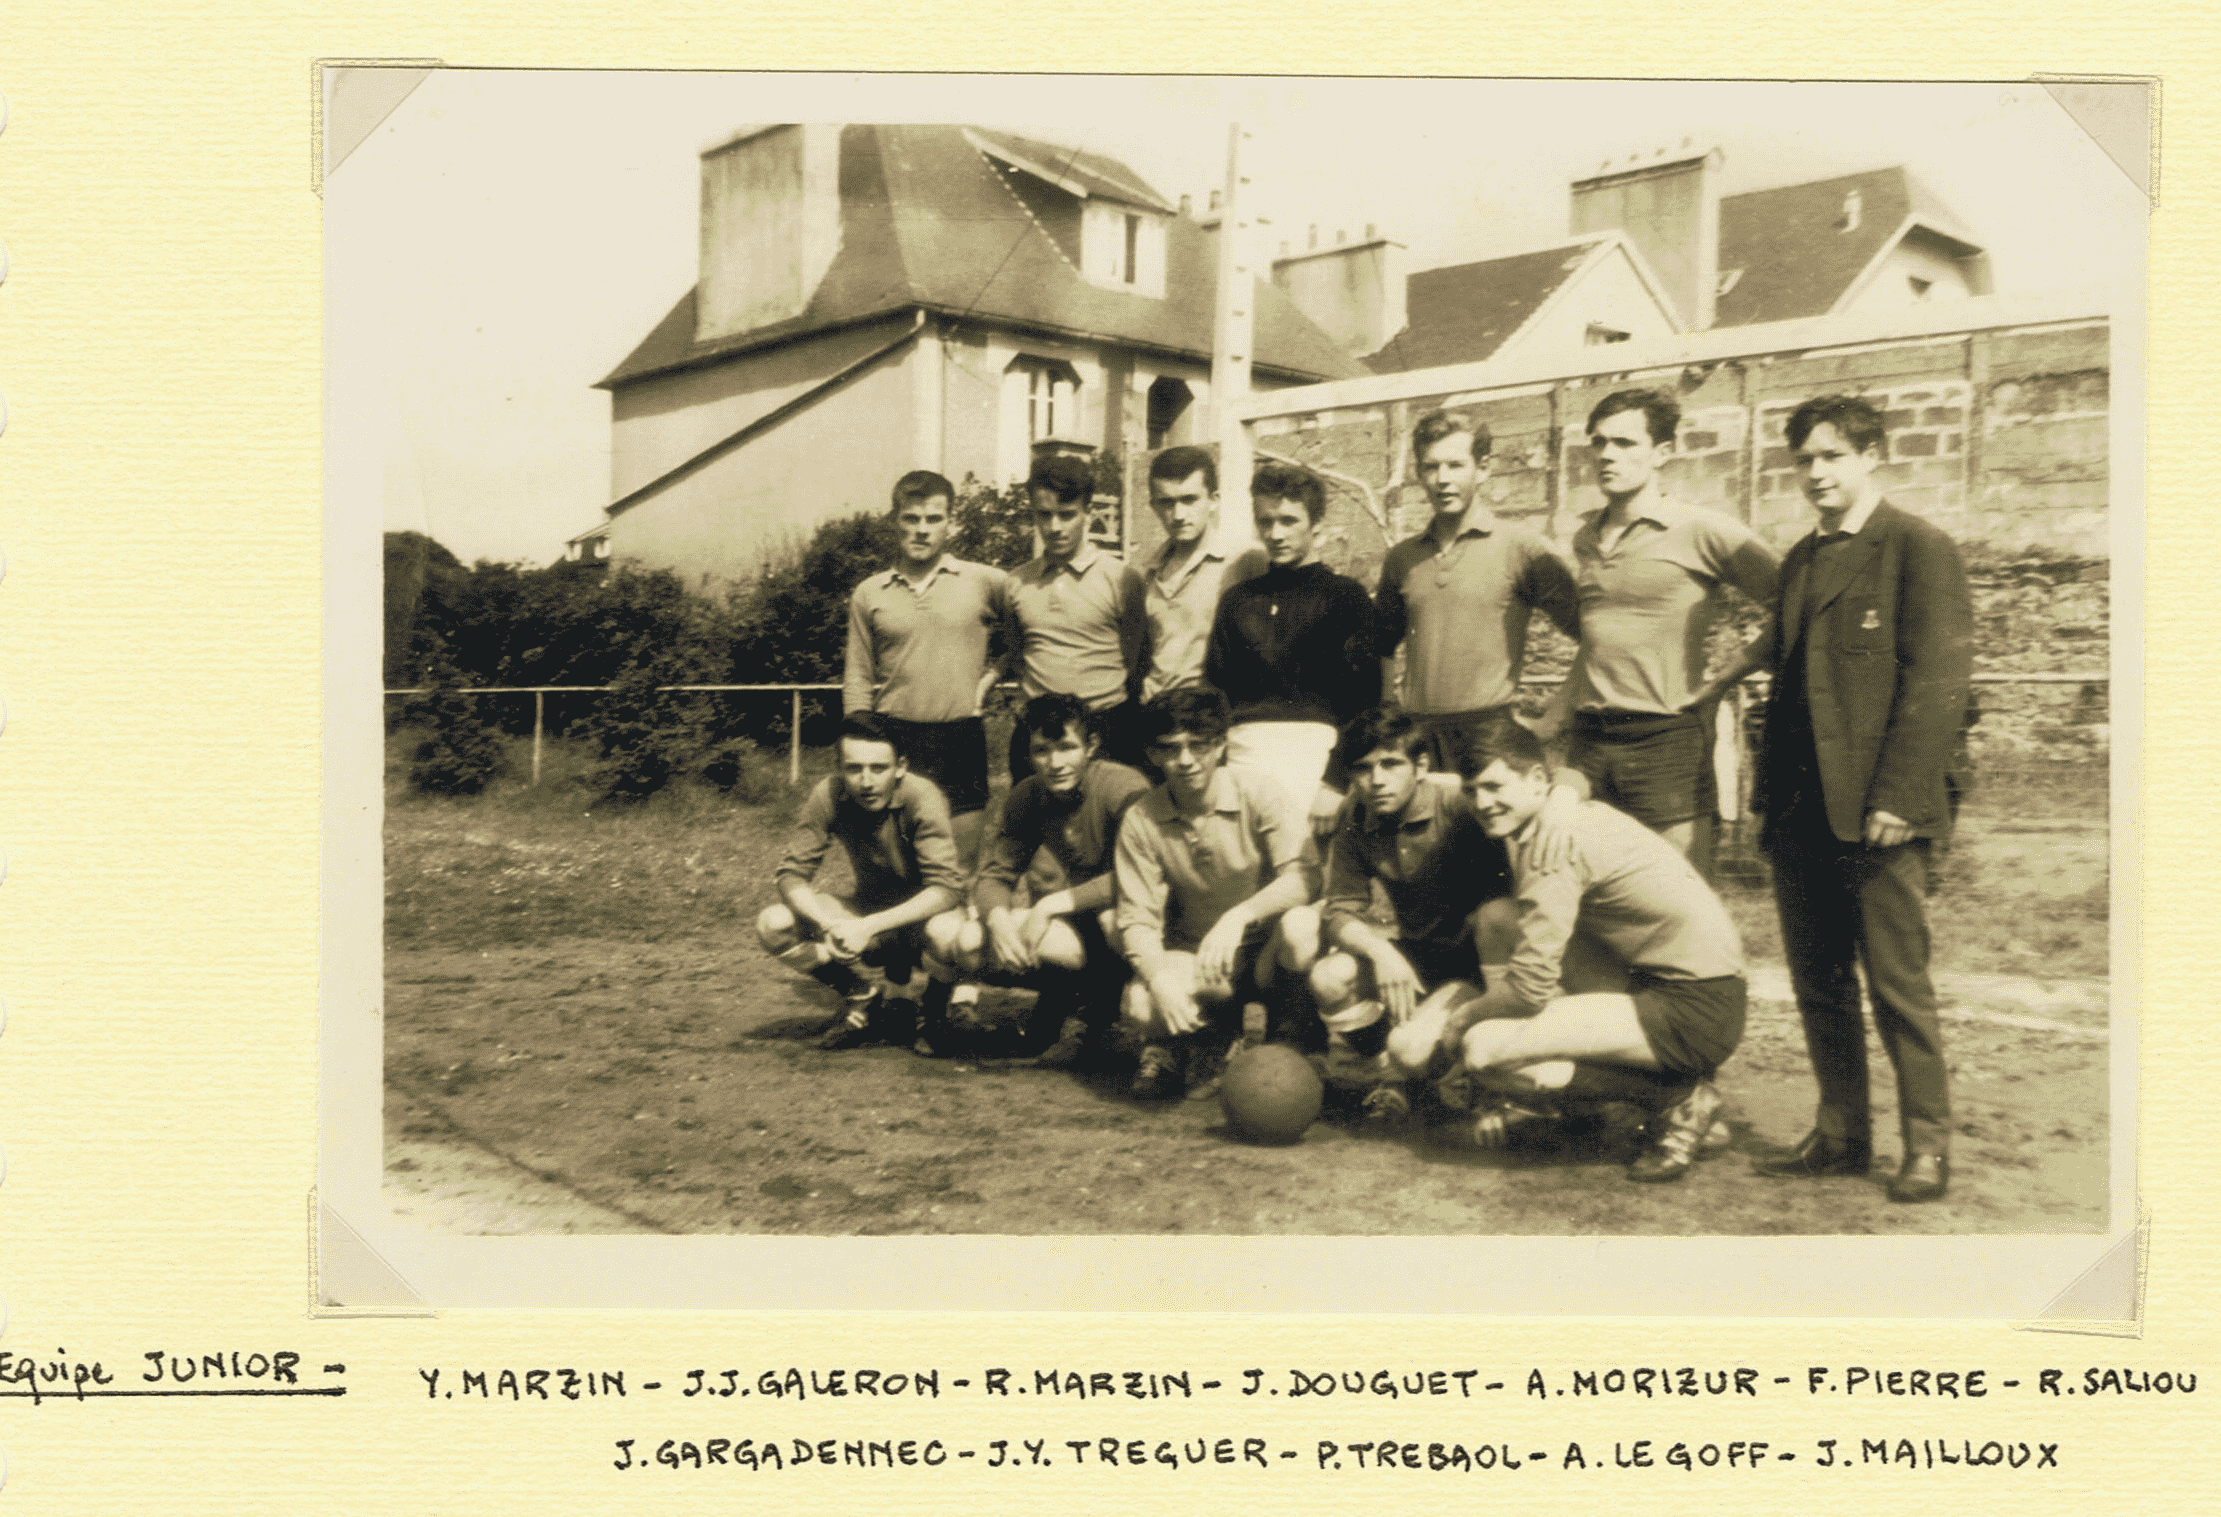 Equipe JUNIOR - Y. MARZIN - J.J. GALERON - R. MARZIN - J. DOUGUET - A. MORIZUR - F. PIERRE - R. SALIOU
J. GARGADENNEC - J.Y. TREGUER - P. TREBAOL - A. LE GOFF - J. MAILLOUX